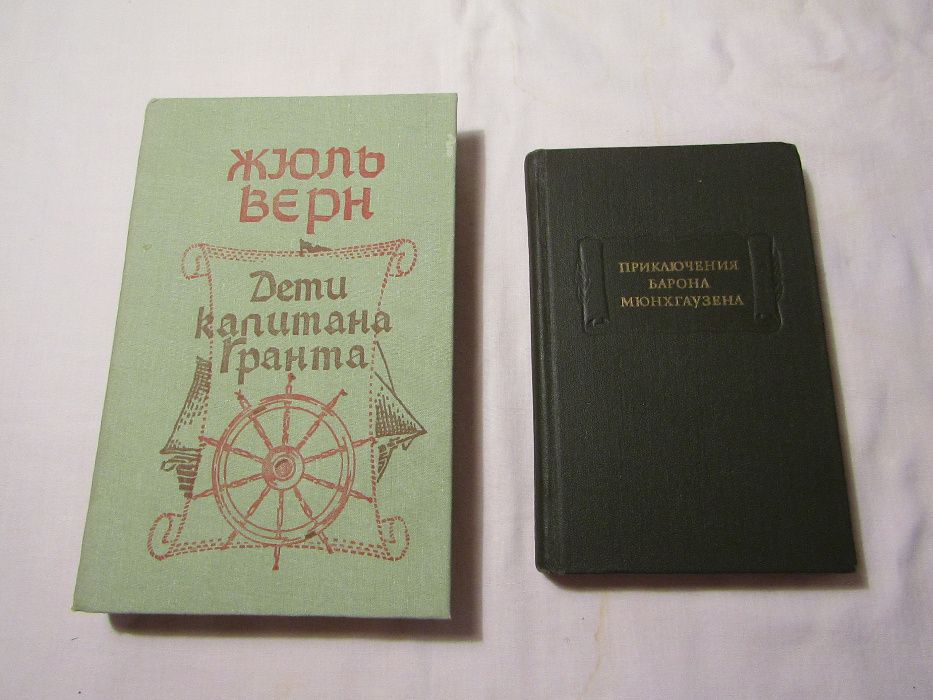 ЖЮЛЬ
ВЕРН
Дети
капитана
Гранта
ПРИКЛЮЧЕНИЯ
БАРОНА
МЮНХГАУЗЕНА